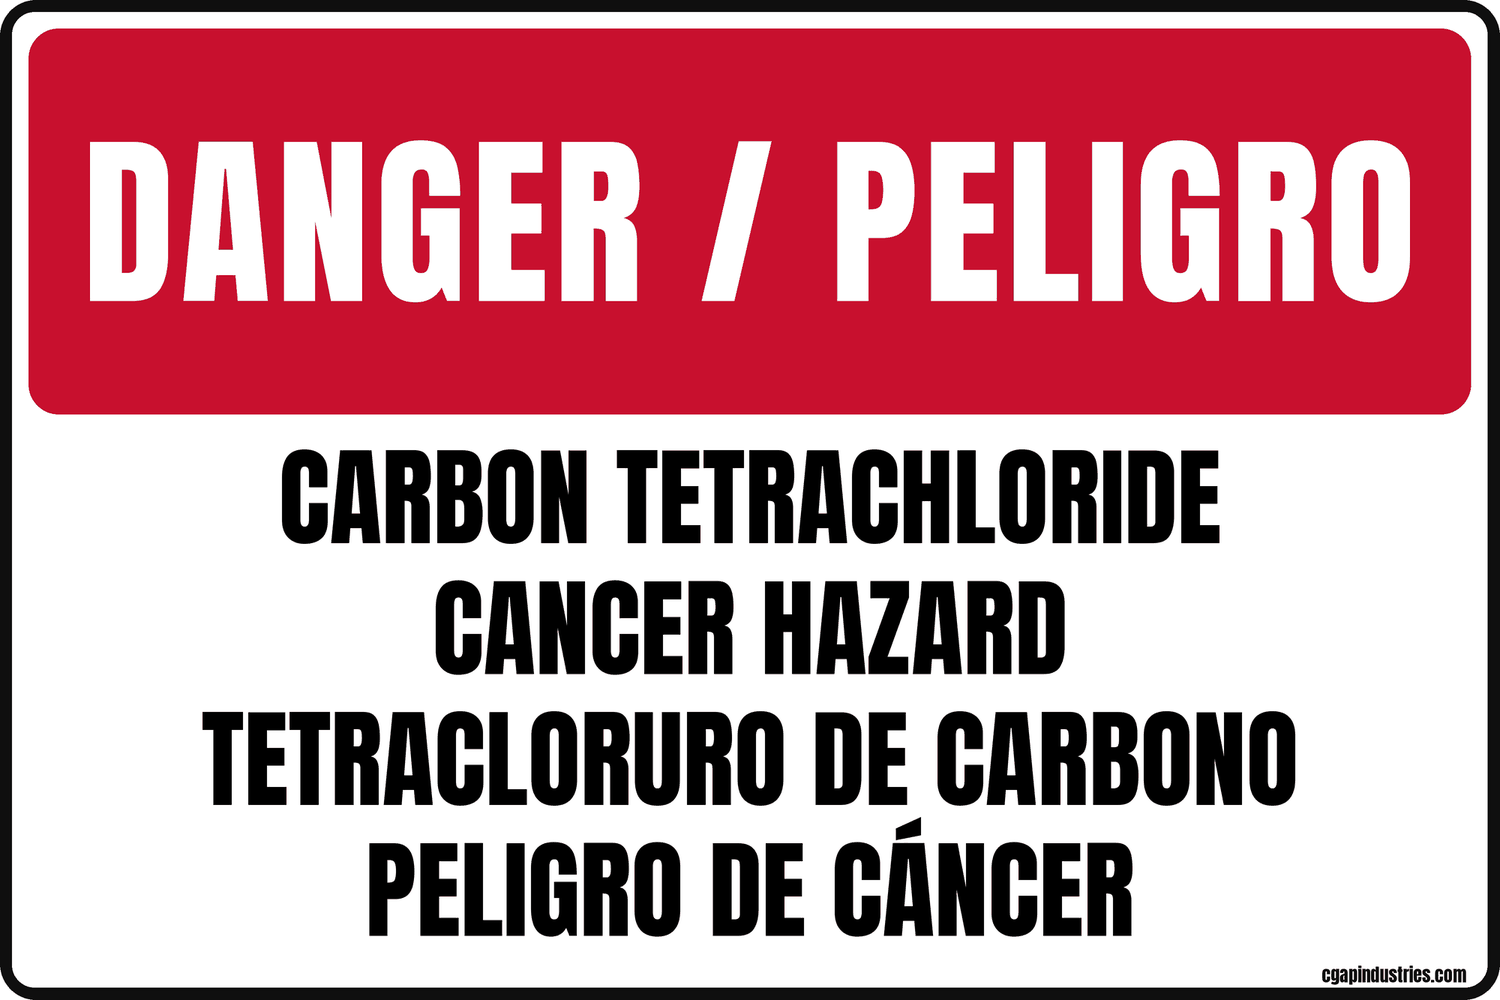 DANGER / PELIGRO
CARBON TETRACHLORIDE
CANCER HAZARD
TETRACLORURO DE CARBONO
PELIGRO DE CÁNCER
cgapindustries.com